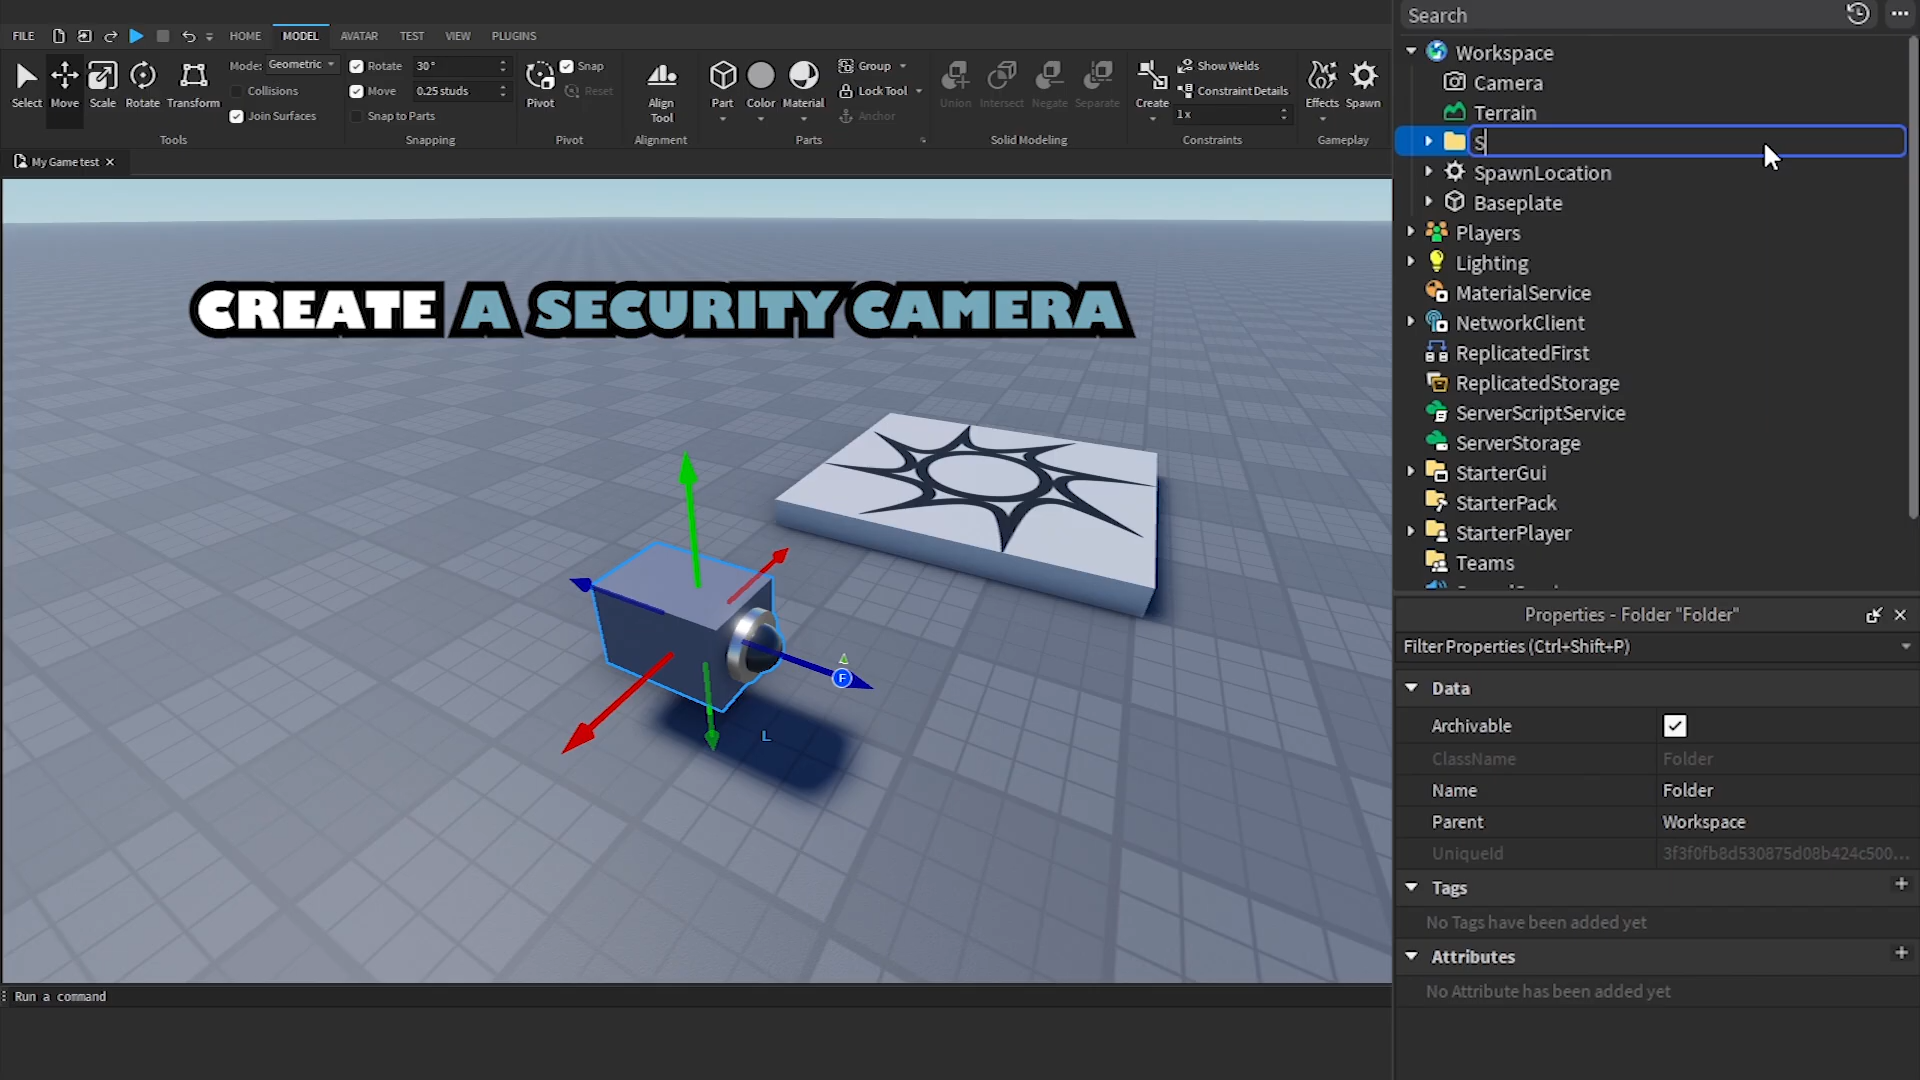 FILE HOME MODEL AVATAR TEST VIEW PLUGINS
Select Move Scale Rotate Transform
Mode: Geometric
Collisions
Join Surfaces
Tools
Rotate 30°
Move 0.25 studs
Snap to Parts
Snapping
Pivot
Snap
Reset
Pivot
Align
Tool
Alignment
Part Color Material
Group
Lock Tool
Anchor
Parts
Union Intersect Negate Separate
Solid Modeling
Create
Show Welds
Constraint Details
1x
Constraints
Effects Spawn
Gameplay
My Game test
CREATE A SECURITY CAMERA
F
L
Run a command
Search
Workspace
Camera
Terrain
S
SpawnLocation
Baseplate
Players
Lighting
MaterialService
NetworkClient
ReplicatedFirst
ReplicatedStorage
ServerScriptService
ServerStorage
StarterGui
StarterPack
StarterPlayer
Teams
Properties - Folder "Folder"
Filter Properties (Ctrl+Shift+P)
Data
Archivable
ClassName Folder
Name Folder
Parent Workspace
UniqueId 3f3f0fb8d530875d08b424c500...
Tags
No Tags have been added yet
Attributes
No Attribute has been added yet